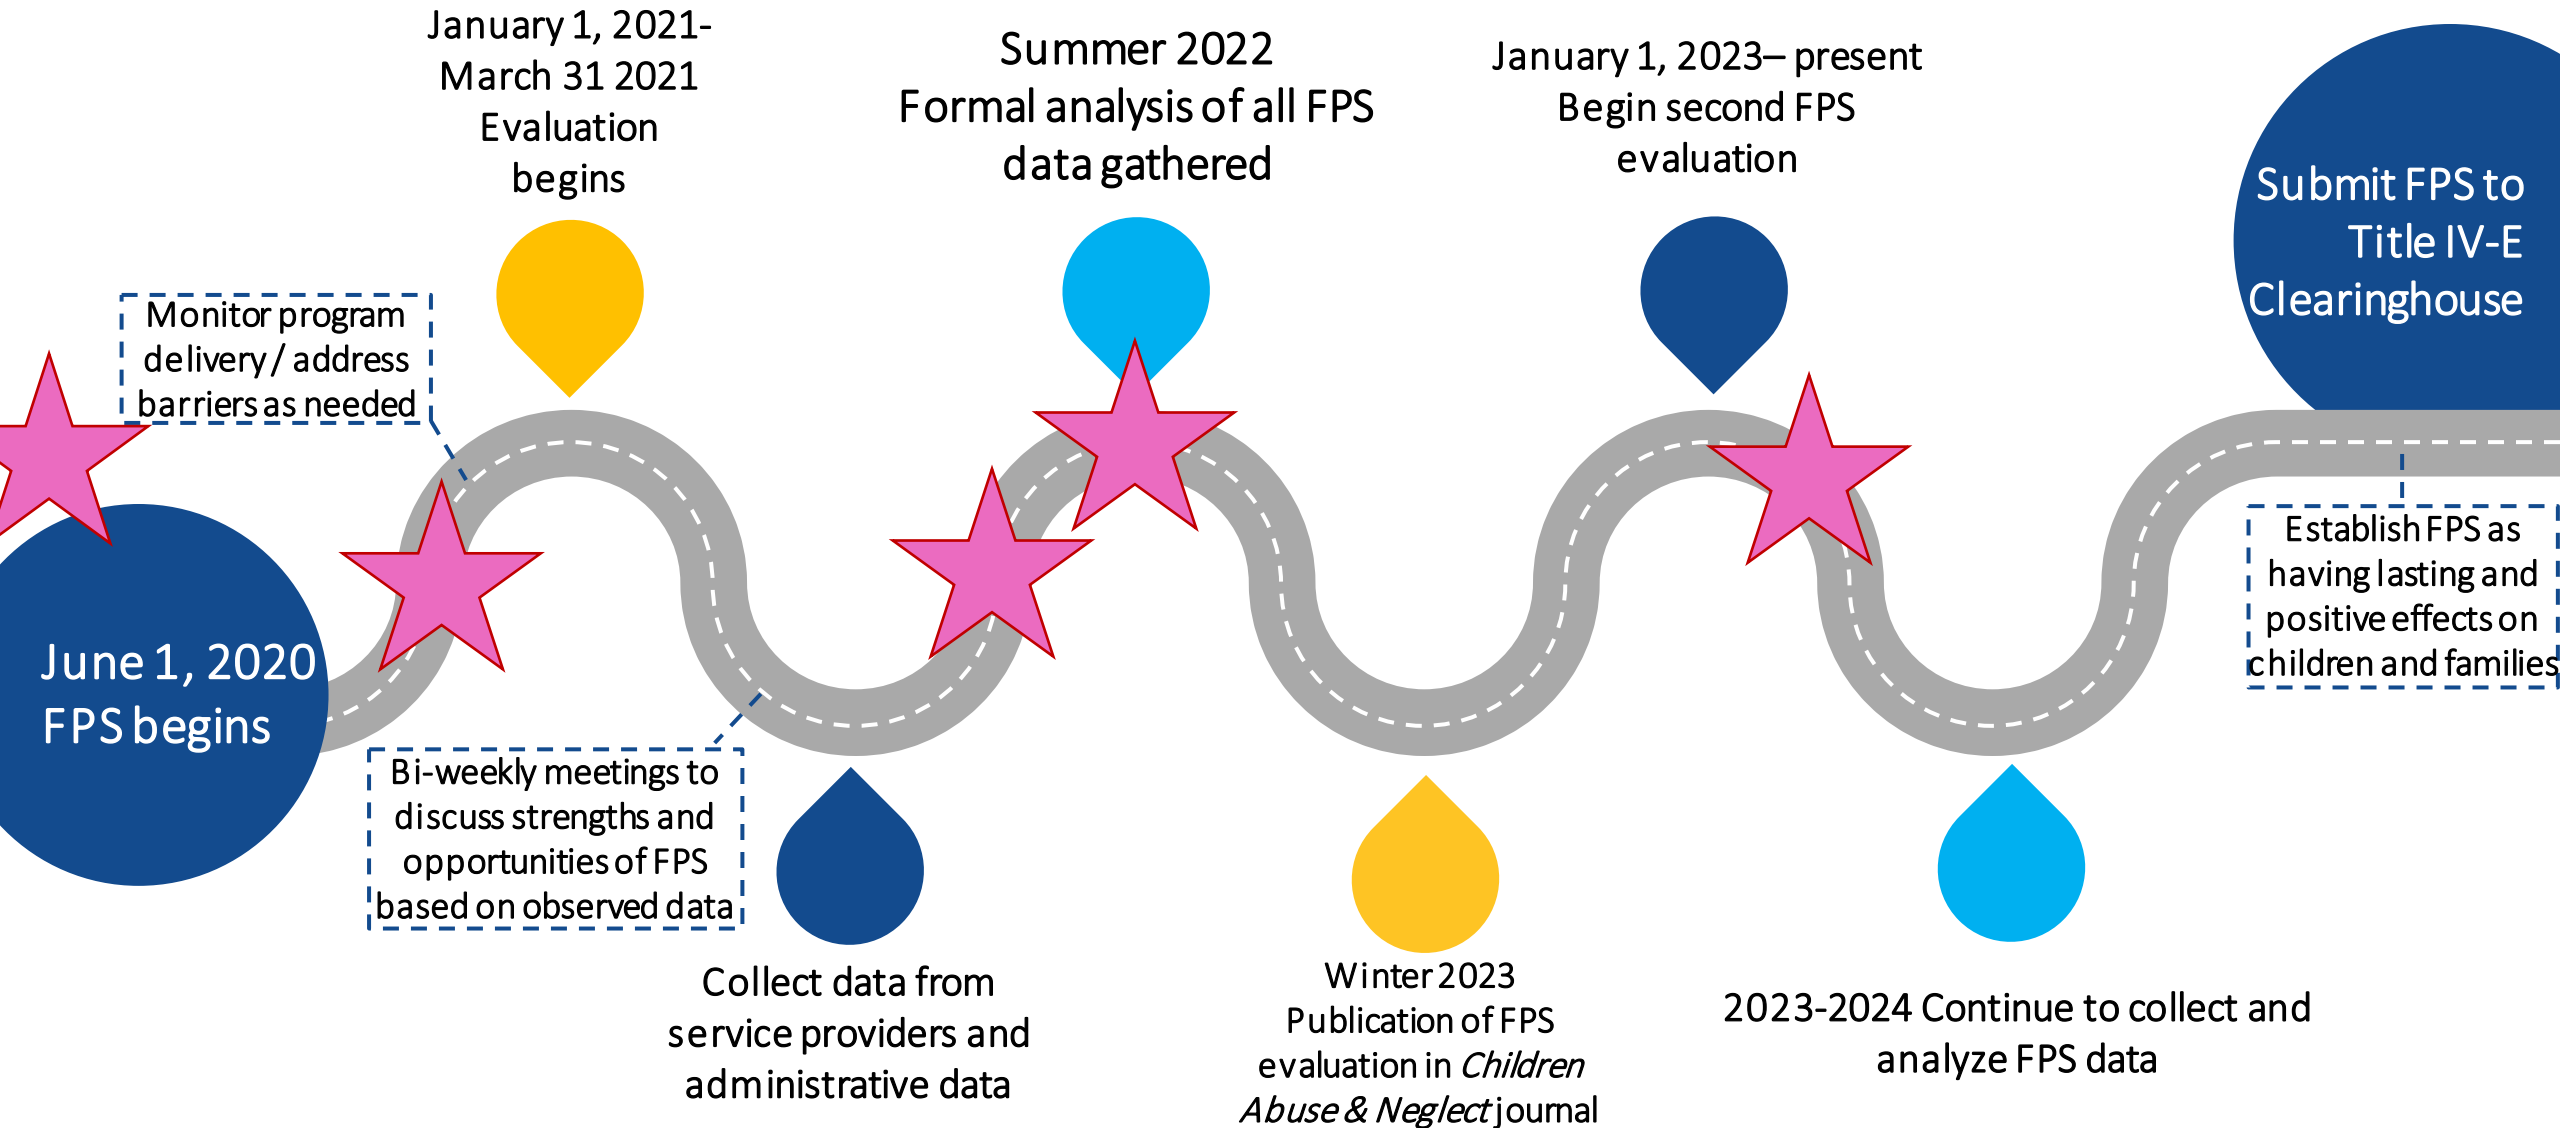 January 1, 2021-
March 31 2021
Evaluation
begins
Summer 2022
Formal analysis of all FPS
data gathered
January 1, 2023– present
Begin second FPS
evaluation
Submit FPS to
Title IV-E
Clearinghouse
Monitor program
delivery / address
barriers as needed
June 1, 2020
FPS begins
Establish FPS as
having lasting and
positive effects on
children and families
Bi-weekly meetings to
discuss strengths and
opportunities of FPS
based on observed data
Collect data from
service providers and
administrative data
Winter 2023
Publication of FPS
evaluation in Children
Abuse & Neglect journal
2023-2024 Continue to collect and
analyze FPS data